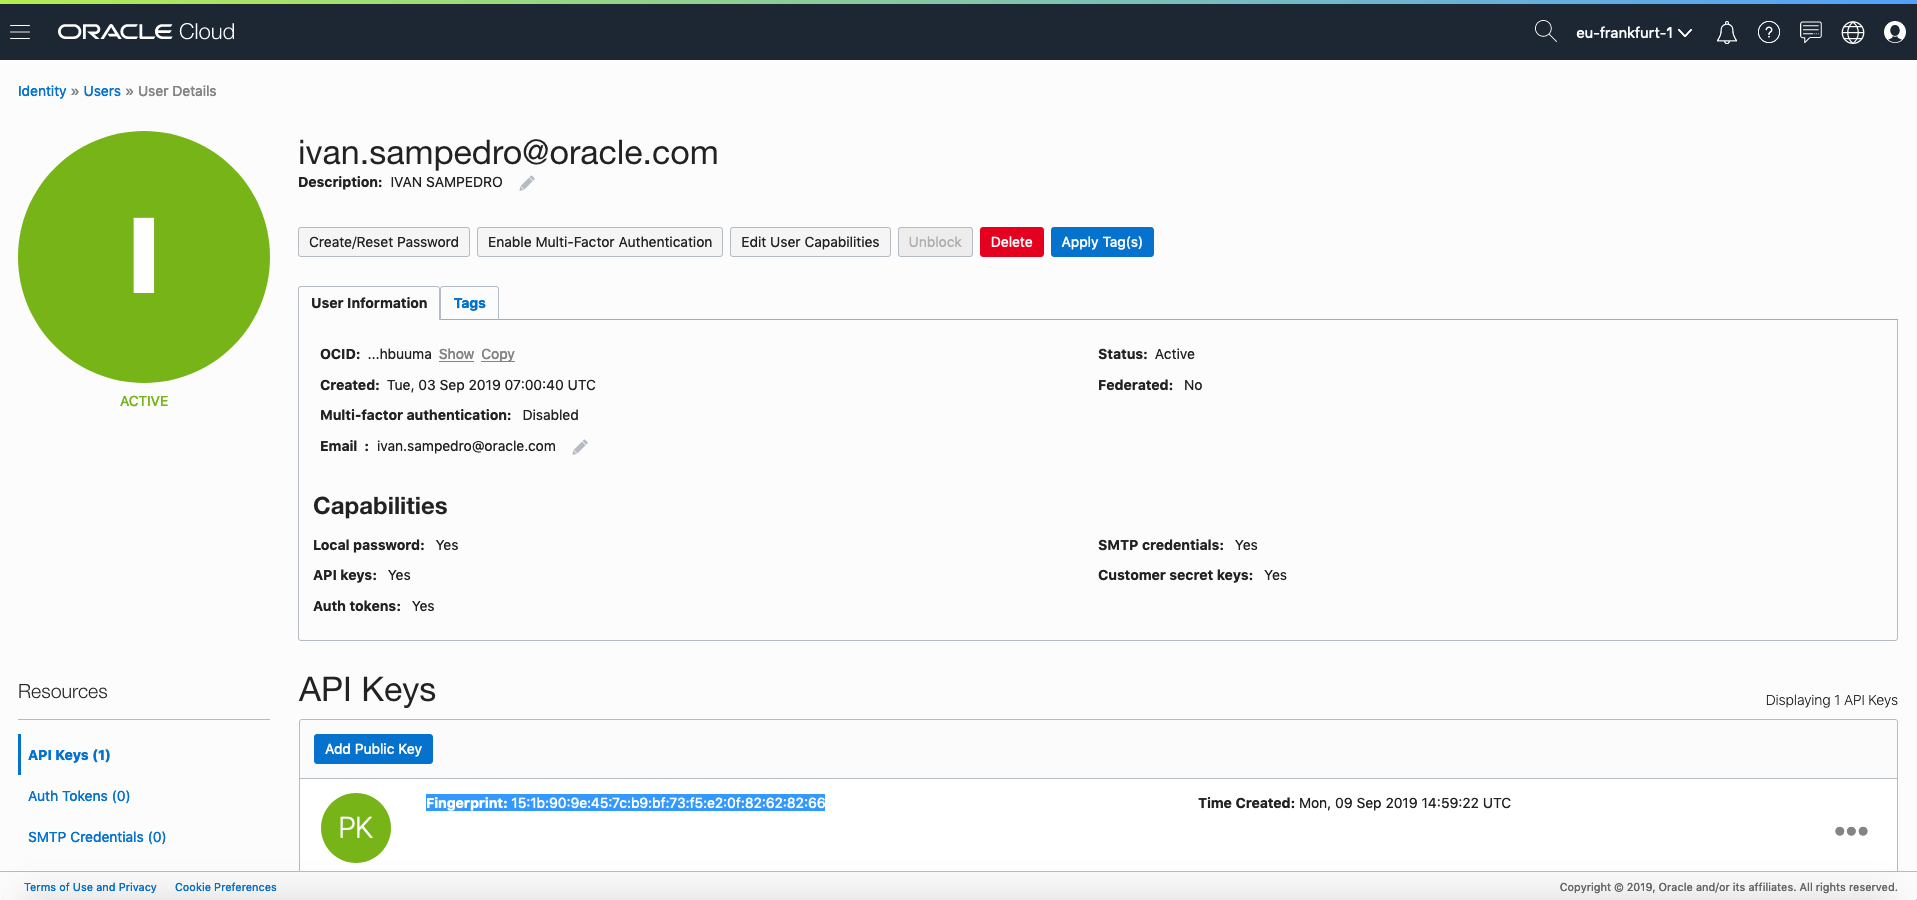 ORACLE Cloud
eu-frankfurt-1
Identity » Users » User Details
I
ACTIVE
ivan.sampedro@oracle.com
Description: IVAN SAMPEDRO
Create/Reset Password Enable Multi-Factor Authentication Edit User Capabilities Unblock Delete Apply Tag(s)
User Information Tags
OCID: ...hbuuma Show Copy
Status: Active
Created: Tue, 03 Sep 2019 07:00:40 UTC
Federated: No
Multi-factor authentication: Disabled
Email : ivan.sampedro@oracle.com
Capabilities
Local password: Yes
SMTP credentials: Yes
API keys: Yes
Customer secret keys: Yes
Auth tokens: Yes
Resources
API Keys (1)
Auth Tokens (0)
SMTP Credentials (0)
API Keys
Displaying 1 API Keys
Add Public Key
PK
Fingerprint: 15:1b:90:9e:45:7c:b9:bf:73:f5:e2:0f:82:62:82:66
Time Created: Mon, 09 Sep 2019 14:59:22 UTC
Terms of Use and Privacy Cookie Preferences
Copyright © 2019, Oracle and/or its affiliates. All rights reserved.